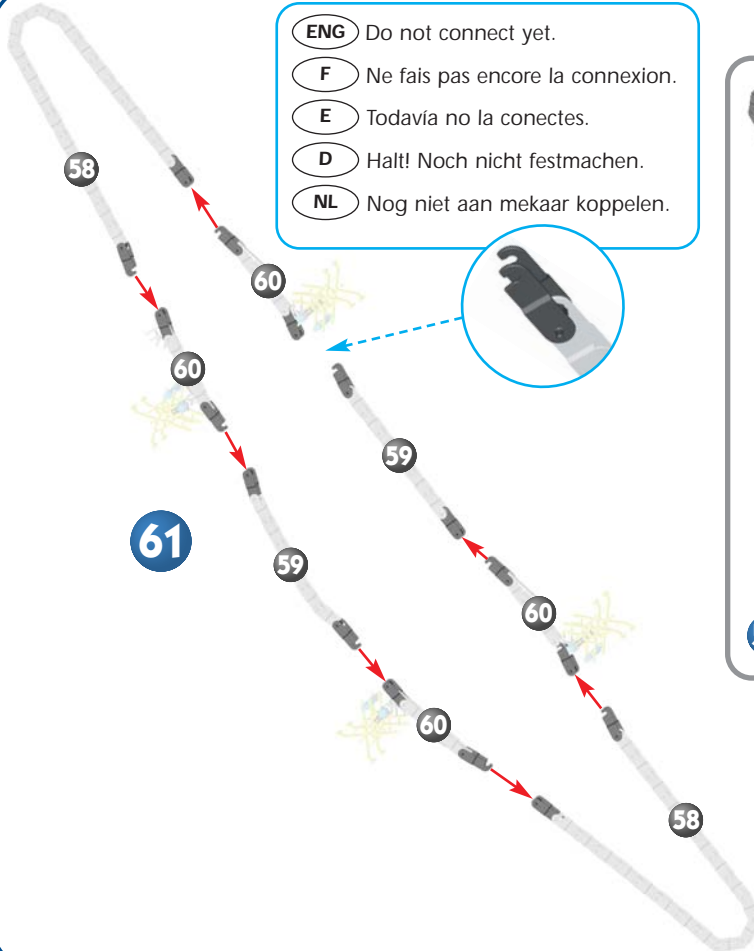 ENG Do not connect yet.
F Ne fais pas encore la connexion.
E Todavía no la conectes.
D Halt! Noch nicht festmachen.
NL Nog niet aan mekaar koppelen.
58
60
60
59
61
59
60
60
58